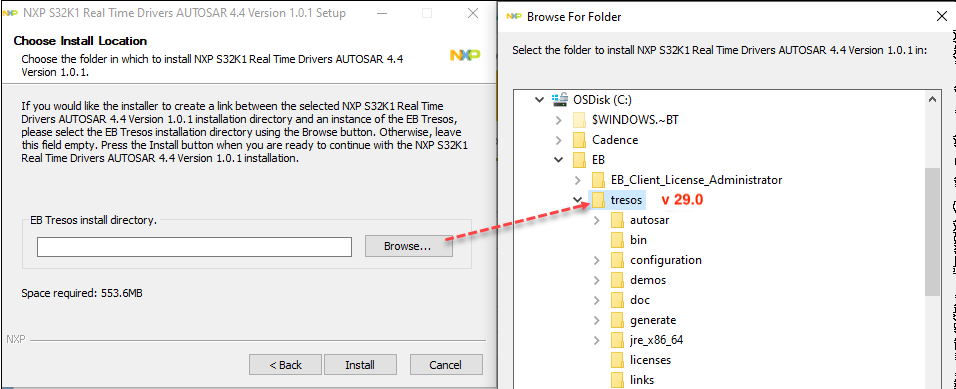 NXP S32K1 Real Time Drivers AUTOSAR 4.4 Version 1.0.1 Setup
Choose Install Location
Choose the folder in which to install NXP S32K1 Real Time Drivers AUTOSAR 4.4
Version 1.0.1.
NXP
If you would like the installer to create a link between the selected NXP S32K1 Real Time
Drivers AUTOSAR 4.4 Version 1.0.1 installation directory and an instance of the EB Tresos,
please select the EB Tresos installation directory using the Browse button. Otherwise, leave
this field empty. Press the Install button when you are ready to continue with the NXP S32K1
Real Time Drivers AUTOSAR 4.4 Version 1.0.1 installation.
EB Tresos install directory.
Browse...
Space required: 553.6MB
NXP
< Back
Install
Cancel
Browse For Folder
Select the folder to install NXP S32K1 Real Time Drivers AUTOSAR 4.4 Version 1.0.1 in:
OSDisk (C:)
$WINDOWS.~BT
Cadence
EB
EB_Client_License_Administrator
tresos v 29.0
autosar
bin
configuration
demos
doc
generate
jre_x86_64
licenses
links